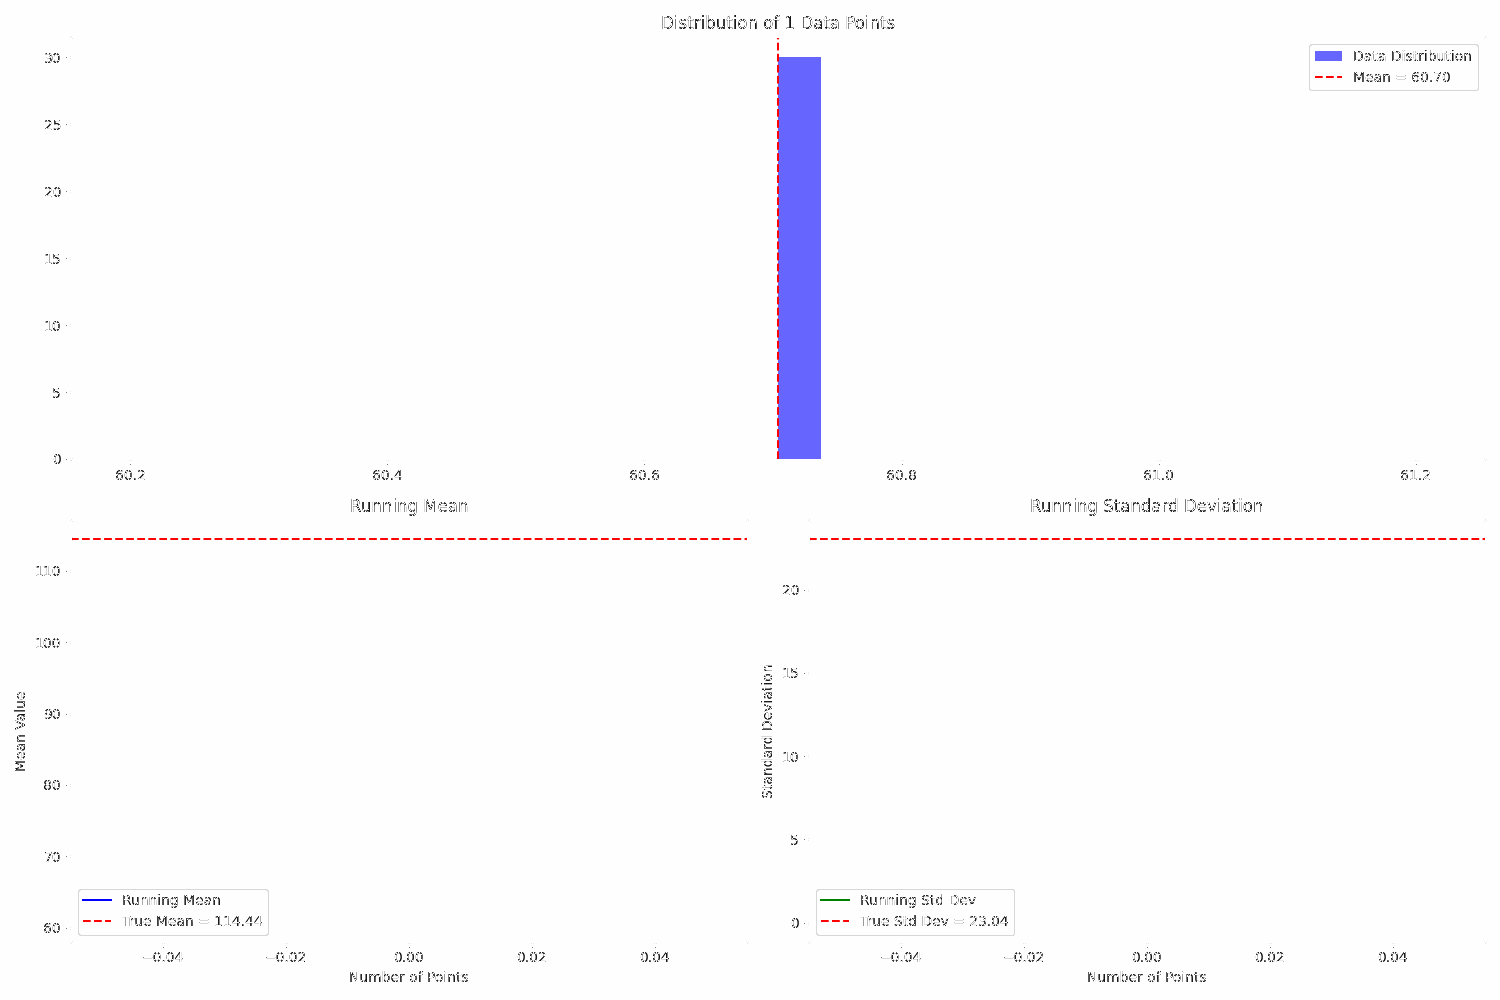 Distribution of 1 Data Points
30
25
20
15
10
5
0
60.2 60.4 60.6 60.8 61.0 61.2
Data Distribution
Mean = 60.70
Running Mean
Mean Value
110
100
90
80
70
60
Running Mean
True Mean = 114.44
−0.04 −0.02 0.00 0.02 0.04
Number of Points
Running Standard Deviation
Standard Deviation
20
15
10
5
0
Running Std Dev
True Std Dev = 23.04
−0.04 −0.02 0.00 0.02 0.04
Number of Points